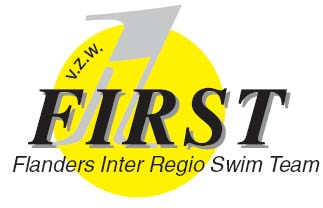 v.z.w.
FIRST
Flanders Inter Regio Swim Team